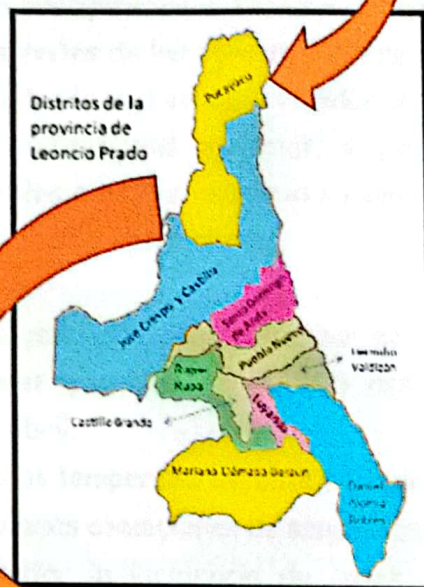 Distritos de la
provincia de
Leoncio Prado
Pucayacu
José Crespo y Castillo
Santo Domingo
de Anda
Pueblo Nuevo
Hermilio
Valdizán
Rupa
Rupa
Castillo Grande
Luyando
Mariano Dámaso Beraún
Daniel
Alomía
Robles